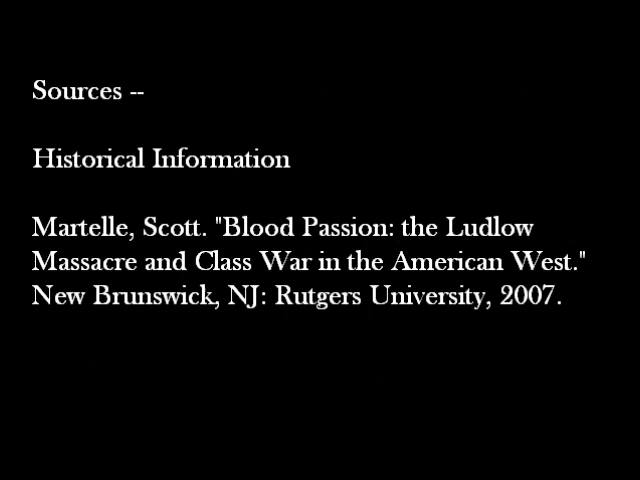 Sources --
Historical Information
Martelle, Scott. "Blood Passion: the Ludlow
Massacre and Class War in the American West."
New Brunswick, NJ: Rutgers University, 2007.